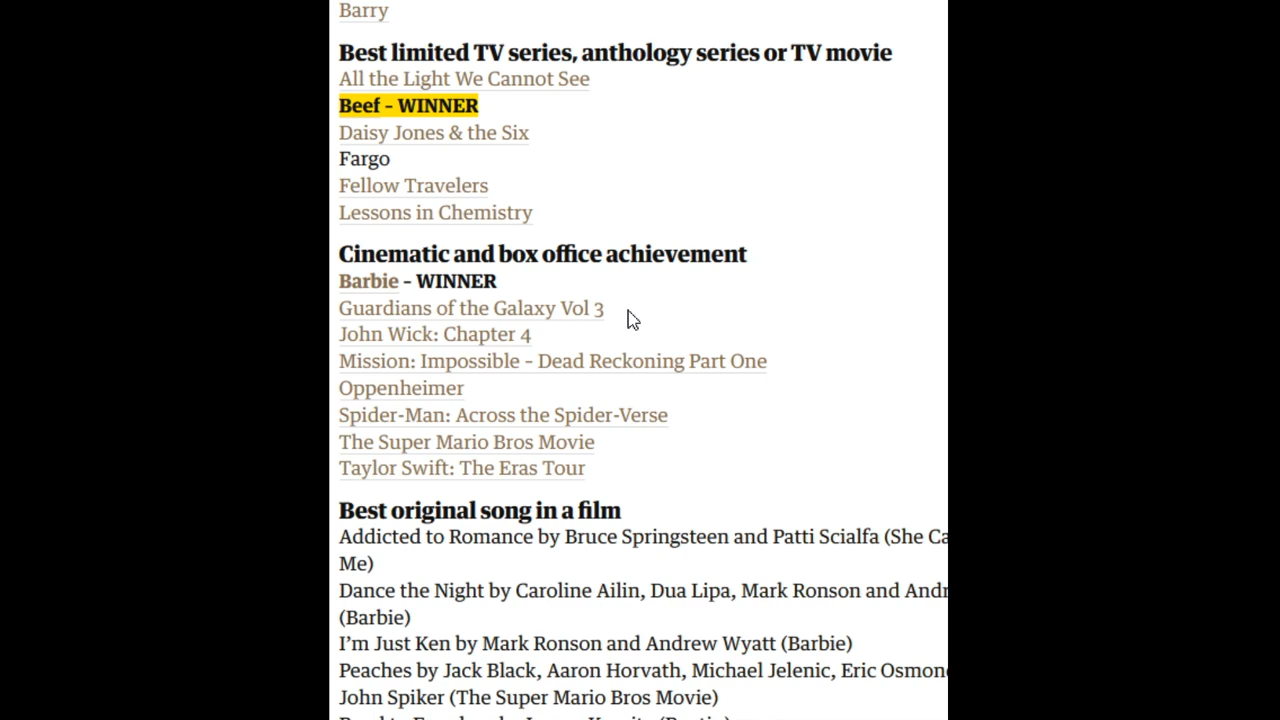 Barry
Best limited TV series, anthology series or TV movie
All the Light We Cannot See
Beef – WINNER
Daisy Jones & the Six
Fargo
Fellow Travelers
Lessons in Chemistry
Cinematic and box office achievement
Barbie – WINNER
Guardians of the Galaxy Vol 3
John Wick: Chapter 4
Mission: Impossible – Dead Reckoning Part One
Oppenheimer
Spider-Man: Across the Spider-Verse
The Super Mario Bros Movie
Taylor Swift: The Eras Tour
Best original song in a film
Addicted to Romance by Bruce Springsteen and Patti Scialfa (She Ca
Me)
Dance the Night by Caroline Ailin, Dua Lipa, Mark Ronson and Andr
(Barbie)
I’m Just Ken by Mark Ronson and Andrew Wyatt (Barbie)
Peaches by Jack Black, Aaron Horvath, Michael Jelenic, Eric Osmon
John Spiker (The Super Mario Bros Movie)